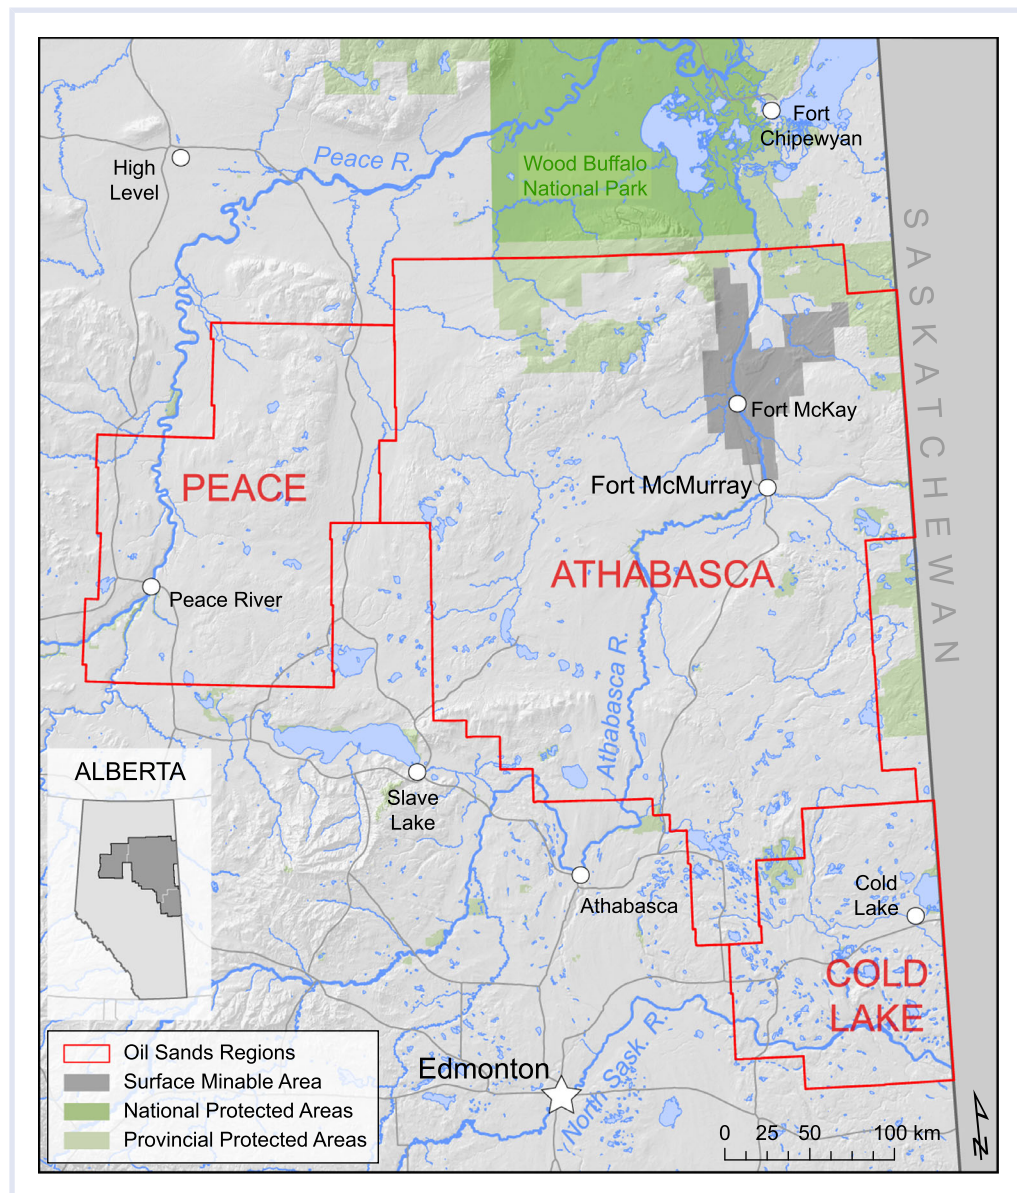 Fort
Chipewyan
High
Level
Peace R.
Wood Buffalo
National Park
SASKATCHEWAN
Fort McKay
PEACE
Fort McMurray
ATHABASCA
Peace River
Athabasca R.
ALBERTA
Slave
Lake
Cold
Lake
Athabasca
COLD
LAKE
Oil Sands Regions
Surface Minable Area
National Protected Areas
Provincial Protected Areas
Edmonton
North Sask R.
0 25 50 100 km
N